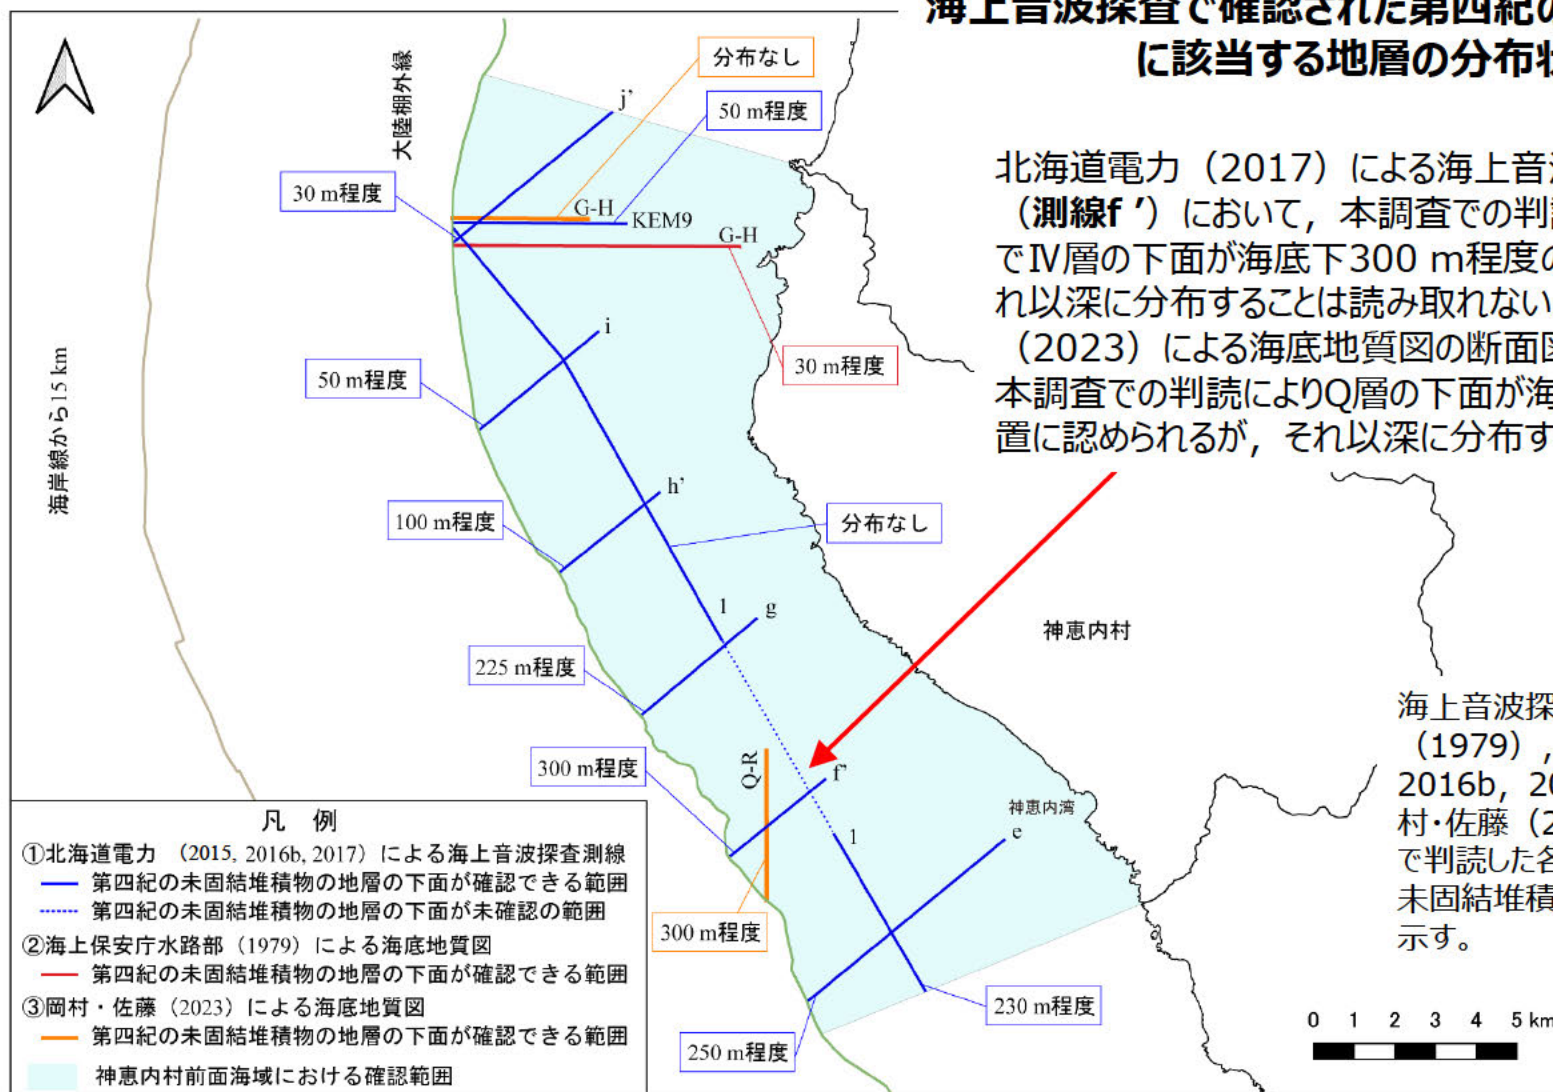 海上音波探査で確認された第四紀の
に該当する地層の分布状
分布なし
大陸棚外縁
j'
50 m程度
30 m程度
G-H
KEM9
G-H
北海道電力（2017）による海上音
（測線f ’）において，本調査での判
でⅣ層の下面が海底下300 m程度の
れ以深に分布することは読み取れない
（2023）による海底地質図の断面
本調査での判読によりQ層の下面が海
置に認められるが，それ以深に分布す
i
30 m程度
50 m程度
海岸線から15 km
h'
100 m程度
分布なし
l
g
神恵内村
225 m程度
海上音波探
（1979），
2016b，20
村・佐藤（2
で判読した各
未固結堆積
示す。
Q-R
300 m程度
f'
神恵内湾
l
e
300 m程度
230 m程度
250 m程度
凡 例
①北海道電力 （2015, 2016b, 2017）による海上音波探査測線
第四紀の未固結堆積物の地層の下面が確認できる範囲
第四紀の未固結堆積物の地層の下面が未確認の範囲
②海上保安庁水路部（1979）による海底地質図
第四紀の未固結堆積物の地層の下面が確認できる範囲
③岡村・佐藤（2023）による海底地質図
第四紀の未固結堆積物の地層の下面が確認できる範囲
神恵内村前面海域における確認範囲
0 1 2 3 4 5 km